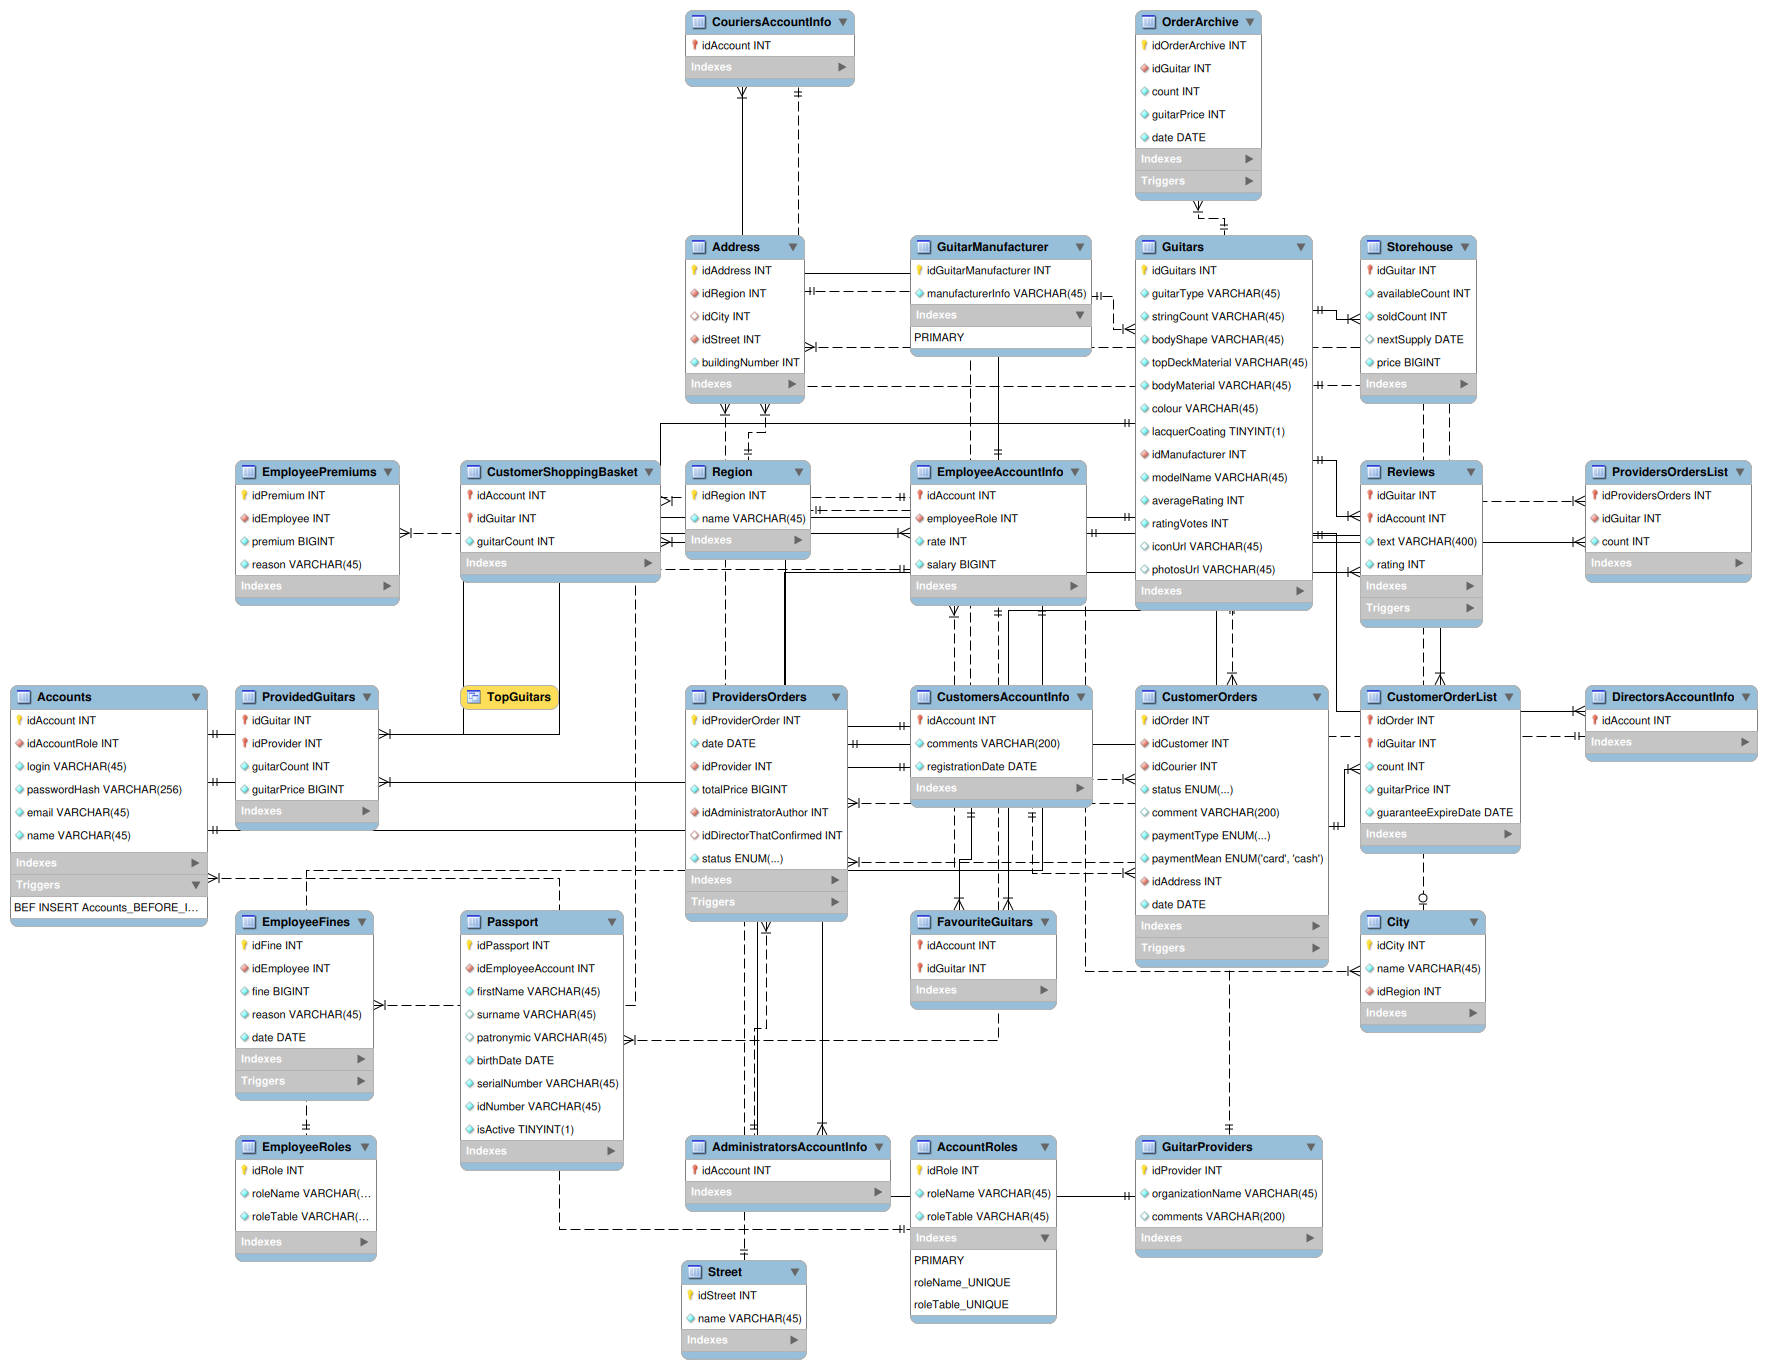 CouriersAccountInfo
idAccount INT
Indexes
OrderArchive
idOrderArchive INT
idGuitar INT
count INT
guitarPrice INT
date DATE
Indexes
Triggers
Address
idAddress INT
idRegion INT
idCity INT
idStreet INT
buildingNumber INT
Indexes
GuitarManufacturer
idGuitarManufacturer INT
manufacturerInfo VARCHAR(45)
Indexes
PRIMARY
Guitars
idGuitars INT
guitarType VARCHAR(45)
stringCount VARCHAR(45)
bodyShape VARCHAR(45)
topDeckMaterial VARCHAR(45)
bodyMaterial VARCHAR(45)
colour VARCHAR(45)
lacquerCoating TINYINT(1)
idManufacturer INT
modelName VARCHAR(45)
averageRating INT
ratingVotes INT
iconUrl VARCHAR(45)
photosUrl VARCHAR(45)
Indexes
Storehouse
idGuitar INT
availableCount INT
soldCount INT
nextSupply DATE
price BIGINT
Indexes
EmployeePremiums
idPremium INT
idEmployee INT
premium BIGINT
reason VARCHAR(45)
Indexes
CustomerShoppingBasket
idAccount INT
idGuitar INT
guitarCount INT
Indexes
Region
idRegion INT
name VARCHAR(45)
Indexes
EmployeeAccountInfo
idAccount INT
employeeRole INT
rate INT
salary BIGINT
Indexes
Reviews
idGuitar INT
idAccount INT
text VARCHAR(400)
rating INT
Indexes
Triggers
ProvidersOrdersList
idProvidersOrders INT
idGuitar INT
count INT
Indexes
Accounts
idAccount INT
idAccountRole INT
login VARCHAR(45)
passwordHash VARCHAR(256)
email VARCHAR(45)
name VARCHAR(45)
Indexes
Triggers
BEF INSERT Accounts_BEFORE_I...
ProvidedGuitars
idGuitar INT
idProvider INT
guitarCount INT
guitarPrice BIGINT
Indexes
TopGuitars
ProvidersOrders
idProviderOrder INT
date DATE
idProvider INT
totalPrice BIGINT
idAdministratorAuthor INT
idDirectorThatConfirmed INT
status ENUM(...)
Indexes
Triggers
CustomersAccountInfo
idAccount INT
comments VARCHAR(200)
registrationDate DATE
Indexes
CustomerOrders
idOrder INT
idCustomer INT
idCourier INT
status ENUM(...)
comment VARCHAR(200)
paymentType ENUM(...)
paymentMean ENUM('card', 'cash')
idAddress INT
date DATE
Indexes
Triggers
CustomerOrderList
idOrder INT
idGuitar INT
count INT
guitarPrice INT
guaranteeExpireDate DATE
Indexes
DirectorsAccountInfo
idAccount INT
Indexes
EmployeeFines
idFine INT
idEmployee INT
fine BIGINT
reason VARCHAR(45)
date DATE
Indexes
Triggers
Passport
idPassport INT
idEmployeeAccount INT
firstName VARCHAR(45)
surname VARCHAR(45)
patronymic VARCHAR(45)
birthDate DATE
serialNumber VARCHAR(45)
idNumber VARCHAR(45)
isActive TINYINT(1)
Indexes
FavouriteGuitars
idAccount INT
idGuitar INT
Indexes
City
idCity INT
name VARCHAR(45)
idRegion INT
Indexes
EmployeeRoles
idRole INT
roleName VARCHAR(...
roleTable VARCHAR(...
Indexes
AdministratorsAccountInfo
idAccount INT
Indexes
AccountRoles
idRole INT
roleName VARCHAR(45)
roleTable VARCHAR(45)
Indexes
PRIMARY
roleName_UNIQUE
roleTable_UNIQUE
GuitarProviders
idProvider INT
organizationName VARCHAR(45)
comments VARCHAR(200)
Indexes
Street
idStreet INT
name VARCHAR(45)
Indexes